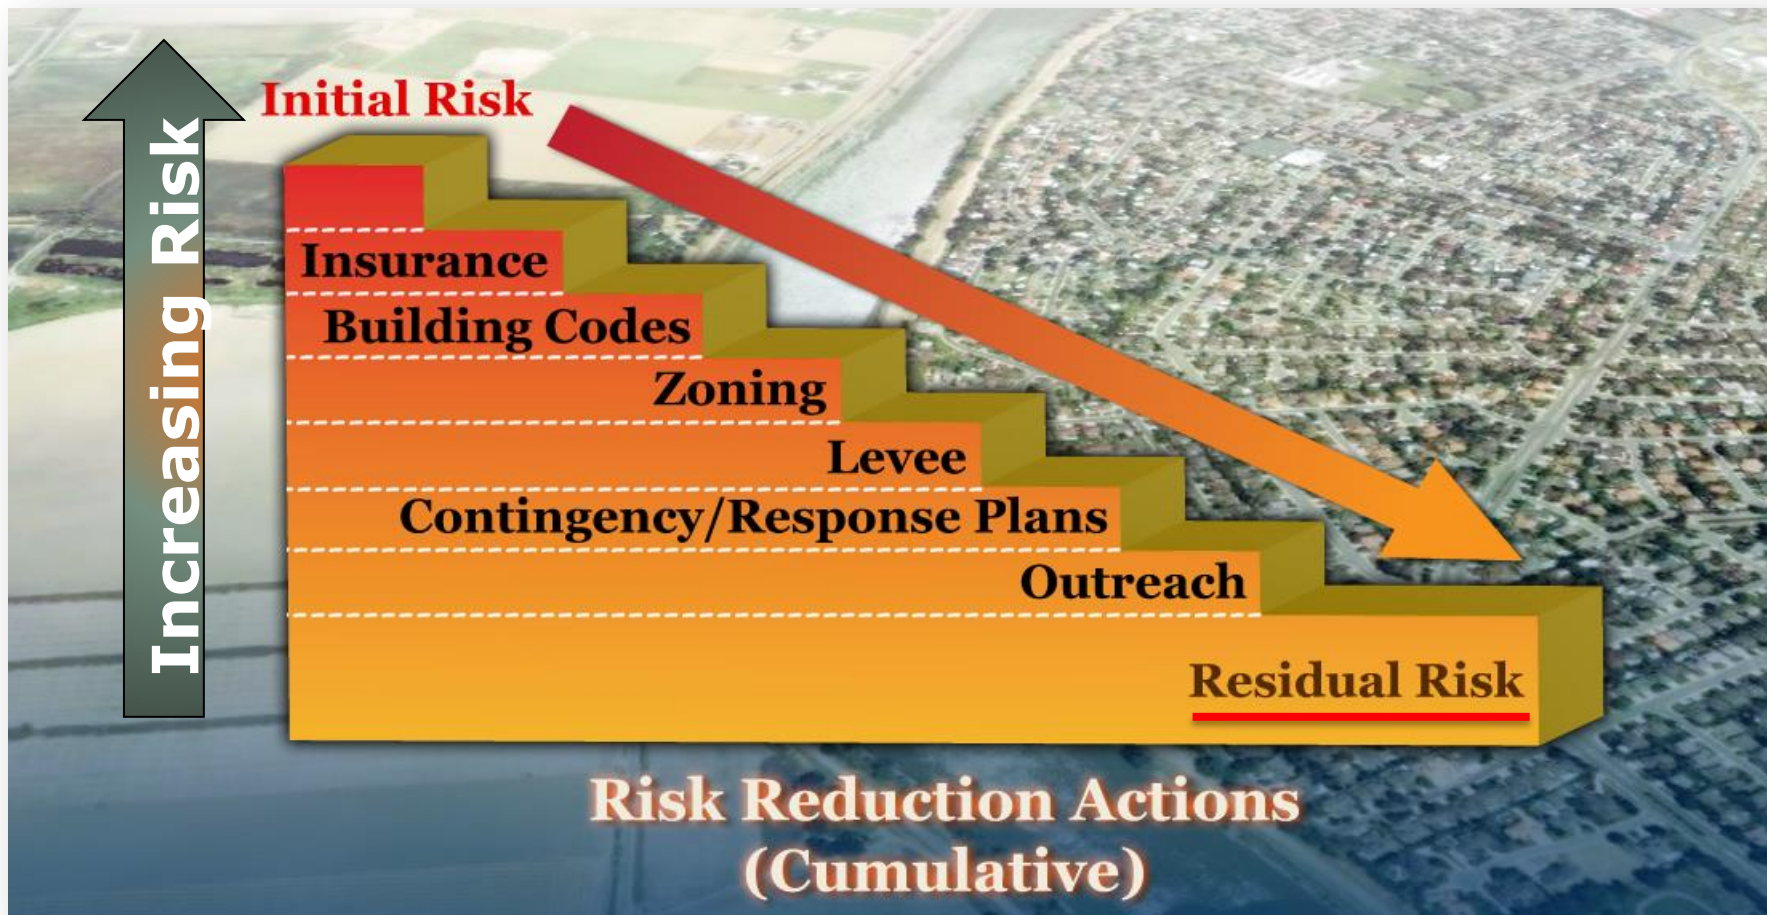 Increasing Risk
Initial Risk
Insurance
Building Codes
Zoning
Levee
Contingency/Response Plans
Outreach
Residual Risk
Risk Reduction Actions
(Cumulative)